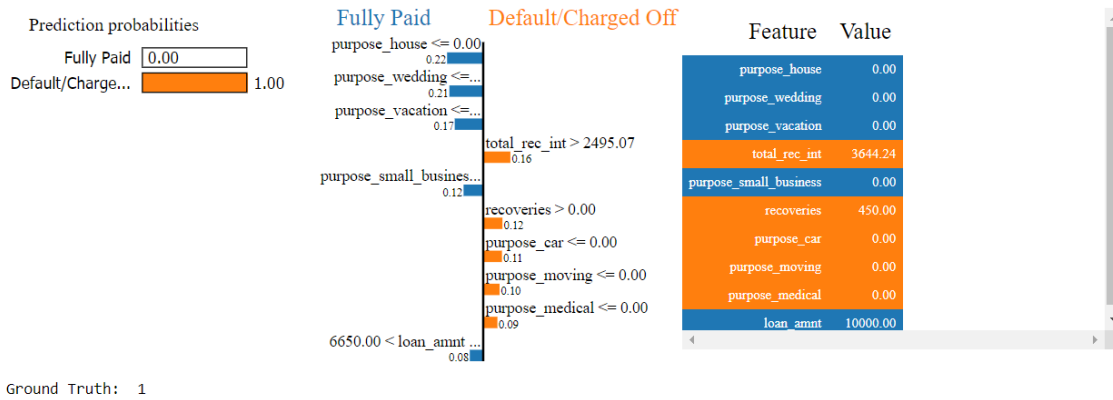 Prediction probabilities
Fully Paid 0.00
Default/Charge... 1.00
Fully Paid Default/Charged Off
purpose_house <= 0.00
0.22
purpose_wedding <=...
0.21
purpose_vacation <=...
0.17
total_rec_int > 2495.07
0.16
purpose_small_busines...
0.12
recoveries > 0.00
0.12
purpose_car <= 0.00
0.11
purpose_moving <= 0.00
0.10
purpose_medical <= 0.00
0.09
6650.00 < loan_amnt ...
0.08
Feature Value
purpose_house 0.00
purpose_wedding 0.00
purpose_vacation 0.00
total_rec_int 3644.24
purpose_small_business 0.00
recoveries 450.00
purpose_car 0.00
purpose_moving 0.00
purpose_medical 0.00
loan_amnt 10000.00
Ground Truth: 1